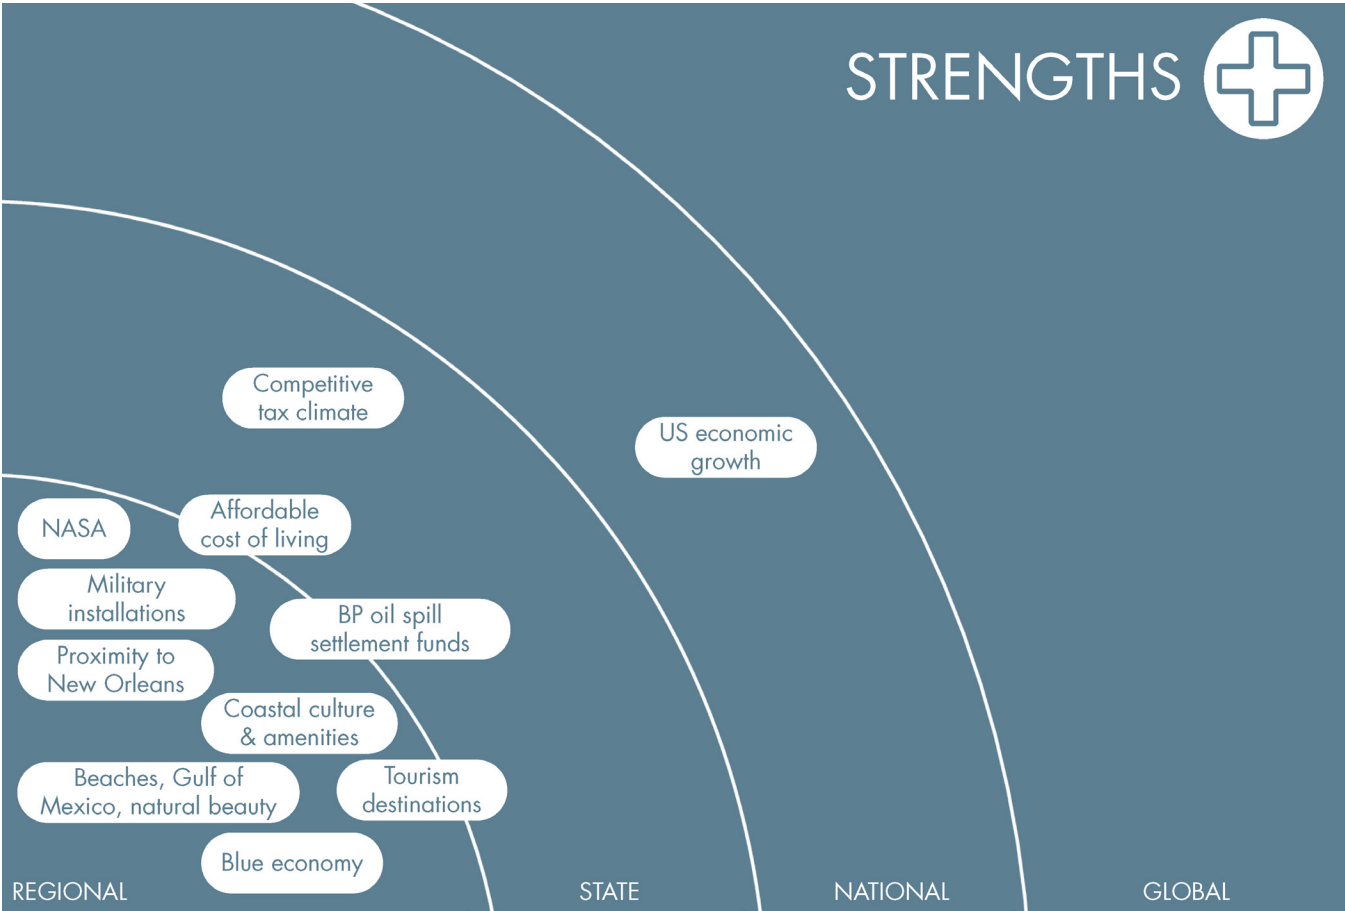 STRENGTHS
Competitive
tax climate
US economic
growth
NASA
Affordable
cost of living
Military
installations
BP oil spill
settlement funds
Proximity to
New Orleans
Coastal culture
& amenities
Beaches, Gulf of
Mexico, natural beauty
Tourism
destinations
Blue economy
REGIONAL
STATE
NATIONAL
GLOBAL